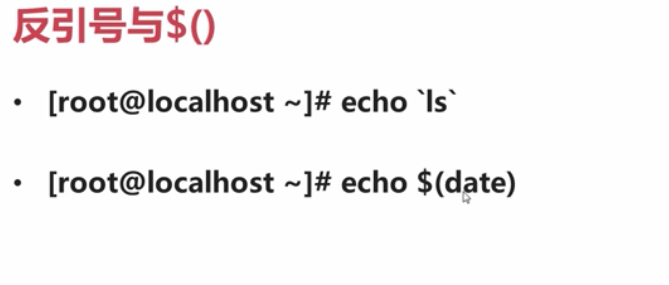 反引号与$()
• [root@localhost ~]# echo `ls`
• [root@localhost ~]# echo $(date)